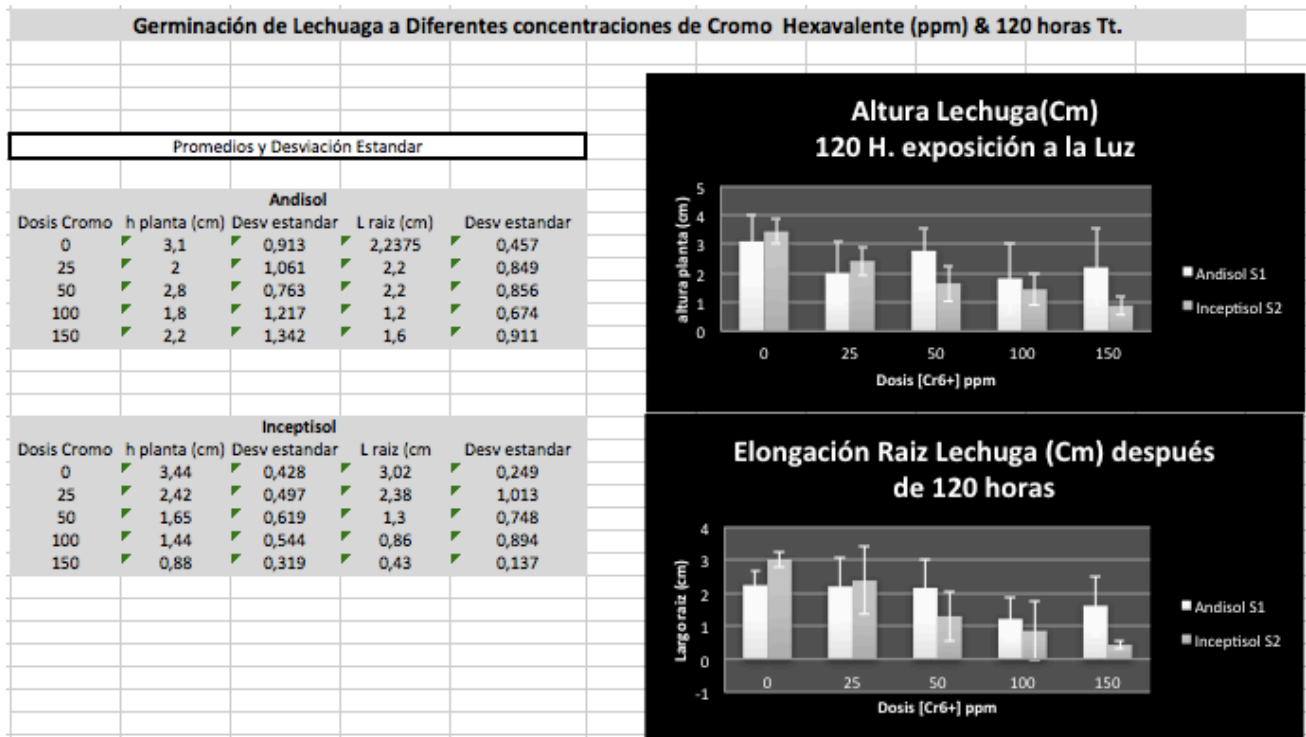 Germinación de Lechuaga a Diferentes concentraciones de Cromo Hexavalente (ppm) & 120 horas Tt.
Promedios y Desviación Estandar
Andisol
Dosis Cromo h planta (cm) Desv estandar L raiz (cm) Desv estandar
0 3,1 0,913 2,2375 0,457
25 2 1,061 2,2 0,849
50 2,8 0,763 2,2 0,856
100 1,8 1,217 1,2 0,674
150 2,2 1,342 1,6 0,911
Inceptisol
Dosis Cromo h planta (cm) Desv estandar L raiz (cm Desv estandar
0 3,44 0,428 3,02 0,249
25 2,42 0,497 2,38 1,013
50 1,65 0,619 1,3 0,748
100 1,44 0,544 0,86 0,894
150 0,88 0,319 0,43 0,137
Altura Lechuga(Cm)
120 H. exposición a la Luz
altura planta (cm)
5
4
3
2
1
0
0 25 50 100 150
Dosis [Cr6+] ppm
Andisol S1
Inceptisol S2
Elongación Raiz Lechuga (Cm) después
de 120 horas
Largo raiz (cm)
4
3
2
1
0
-1
0 25 50 100 150
Dosis [Cr6+] ppm
Andisol S1
Inceptisol S2